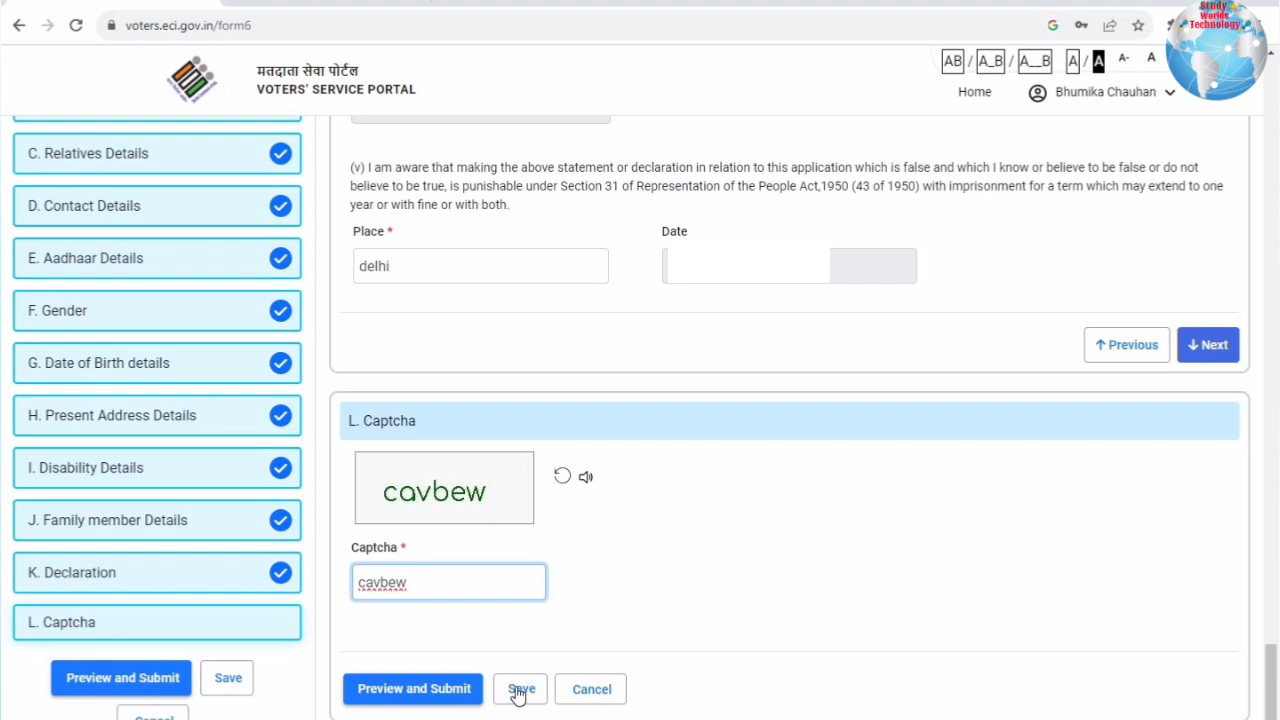 voters.eci.gov.in/form6
Study
Worlds
Technology
मतदाता सेवा पोर्टल
VOTERS' SERVICE PORTAL
AB / A_B / A__B A / A A- A
Home Bhumika Chauhan
C. Relatives Details
D. Contact Details
E. Aadhaar Details
F. Gender
G. Date of Birth details
H. Present Address Details
I. Disability Details
J. Family member Details
K. Declaration
L. Captcha
Preview and Submit Save
Cancel
(v) I am aware that making the above statement or declaration in relation to this application which is false and which I know or believe to be false or do not
believe to be true, is punishable under Section 31 of Representation of the People Act,1950 (43 of 1950) with imprisonment for a term which may extend to one
year or with fine or with both.
Place * Date
delhi
Previous Next
L. Captcha
cavbew
Captcha *
cavbew
Preview and Submit Save Cancel